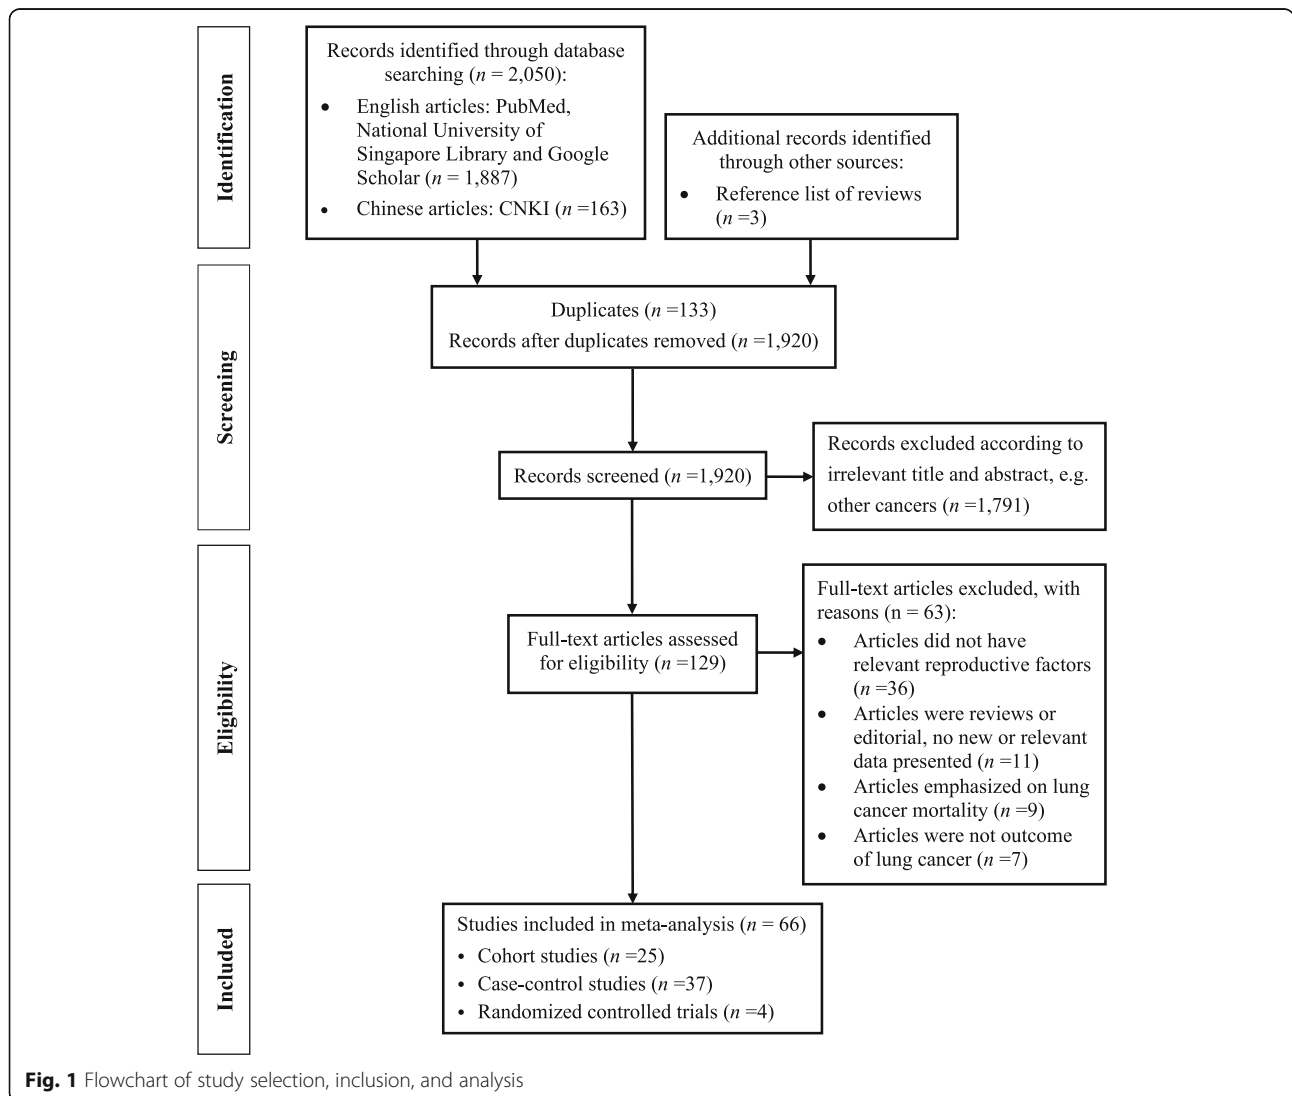 Identification
Records identified through database
searching (n = 2,050):
• English articles: PubMed,
National University of
Singapore Library and Google
Scholar (n = 1,887)
• Chinese articles: CNKI (n =163)
Additional records identified
through other sources:
• Reference list of reviews
(n =3)
Screening
Duplicates (n =133)
Records after duplicates removed (n =1,920)
Records screened (n =1,920)
Records excluded according to
irrelevant title and abstract, e.g.
other cancers (n =1,791)
Eligibility
Full-text articles assessed
for eligibility (n =129)
Full-text articles excluded, with
reasons (n = 63):
• Articles did not have
relevant reproductive factors
(n =36)
• Articles were reviews or
editorial, no new or relevant
data presented (n =11)
• Articles emphasized on lung
cancer mortality (n =9)
• Articles were not outcome
of lung cancer (n =7)
Included
Studies included in meta-analysis (n = 66)
• Cohort studies (n =25)
• Case-control studies (n =37)
• Randomized controlled trials (n =4)
Fig. 1 Flowchart of study selection, inclusion, and analysis